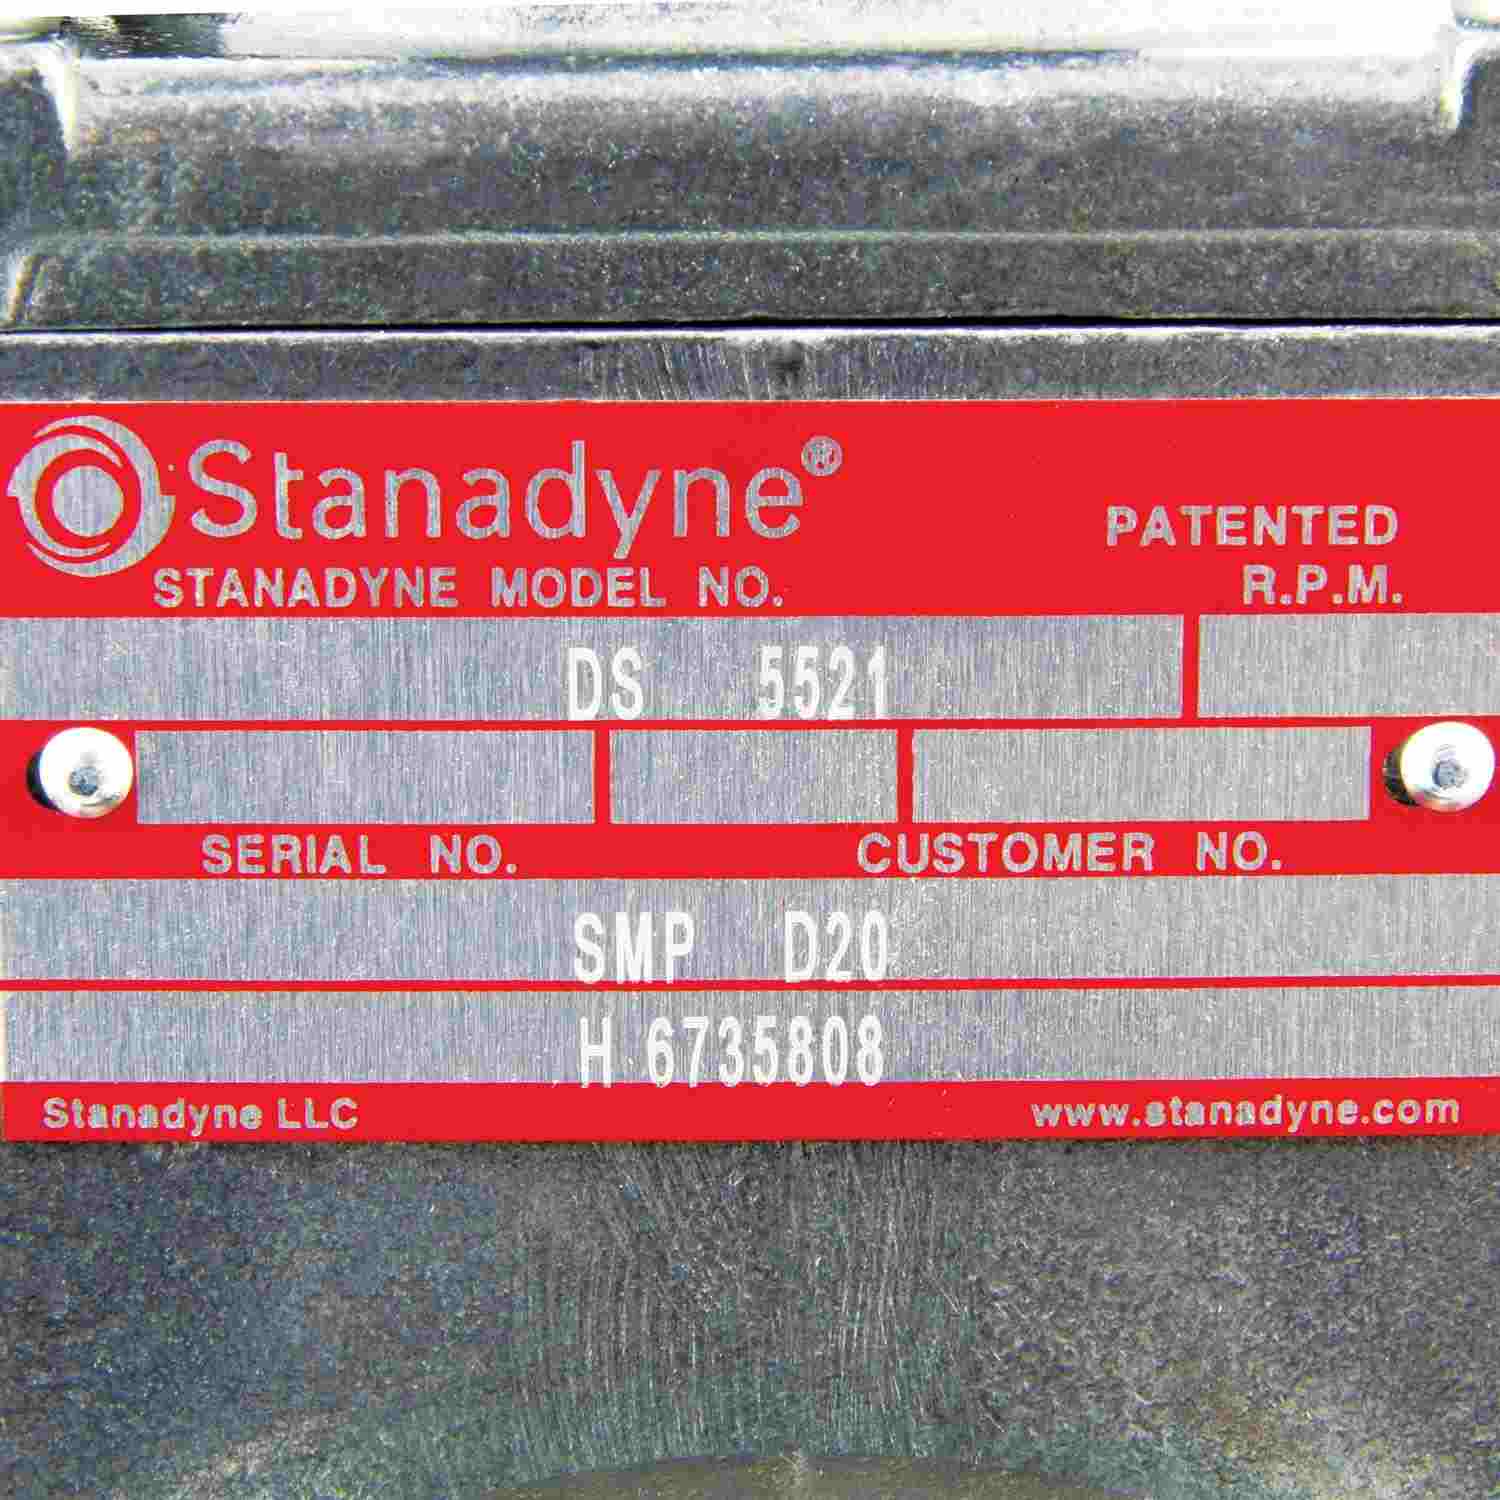 Stanadyne®
PATENTED
STANADYNE MODEL NO.
R.P.M.
DS 5521
SERIAL NO.
CUSTOMER NO.
SMP D20
H 6735808
Stanadyne LLC
www.stanadyne.com